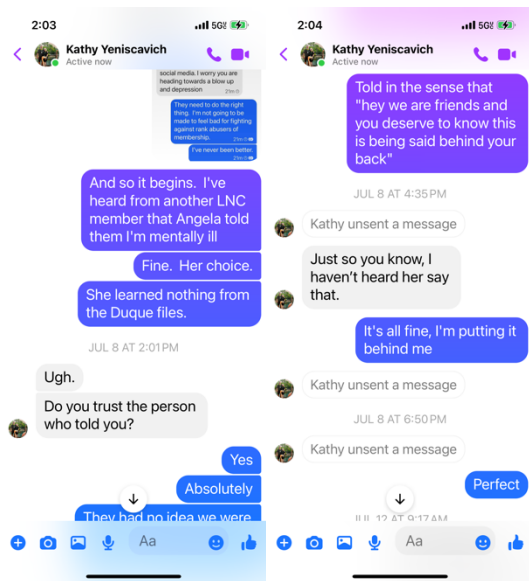 2:03
5G
Kathy Yeniscavich
Active now
social media. I worry you are
heading towards a blow up
and depression
They need to do the right
thing. I'm not going to be
made to feel bad for fighting
against rank abusers of
membership.
I've never been better.
And so it begins. I've
heard from another LNC
member that Angela told
them I'm mentally ill
Fine. Her choice.
She learned nothing from
the Duque files.
JUL 8 AT 2:01 PM
Ugh.
Do you trust the person
who told you?
Yes
Absolutely
They had no idea we were
Aa
2:04
5G
Kathy Yeniscavich
Active now
Told in the sense that
"hey we are friends and
you deserve to know this
is being said behind your
back"
JUL 8 AT 4:35 PM
Kathy unsent a message
Just so you know, I
haven't heard her say
that.
It's all fine, I'm putting it
behind me
Kathy unsent a message
JUL 8 AT 6:50 PM
Kathy unsent a message
Perfect
JUL 12 AT 9:17 AM
Aa